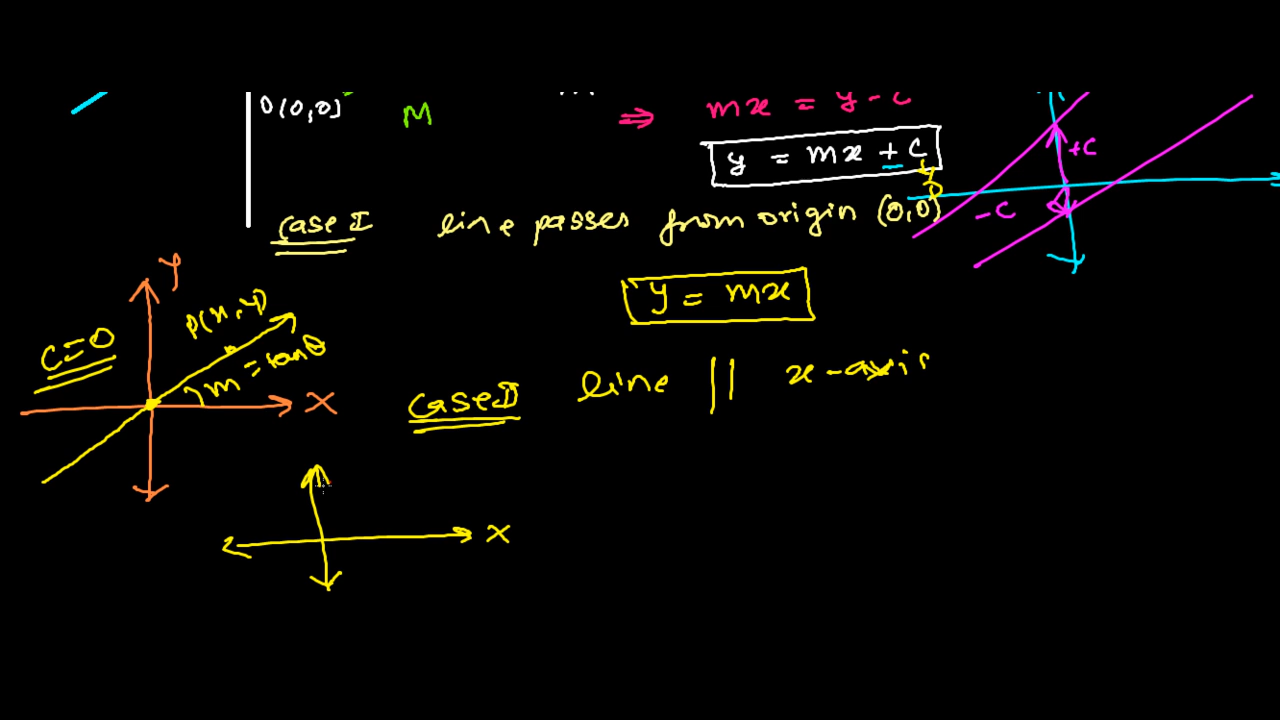 O(0,0)
M
⇒ mx = y - c
y = mx + c
+c
-c
Case I line passes from origin (0,0)
y = mx
Y
P(x,y)
C=0
m = tanθ
X
Case II line || x-axis
X